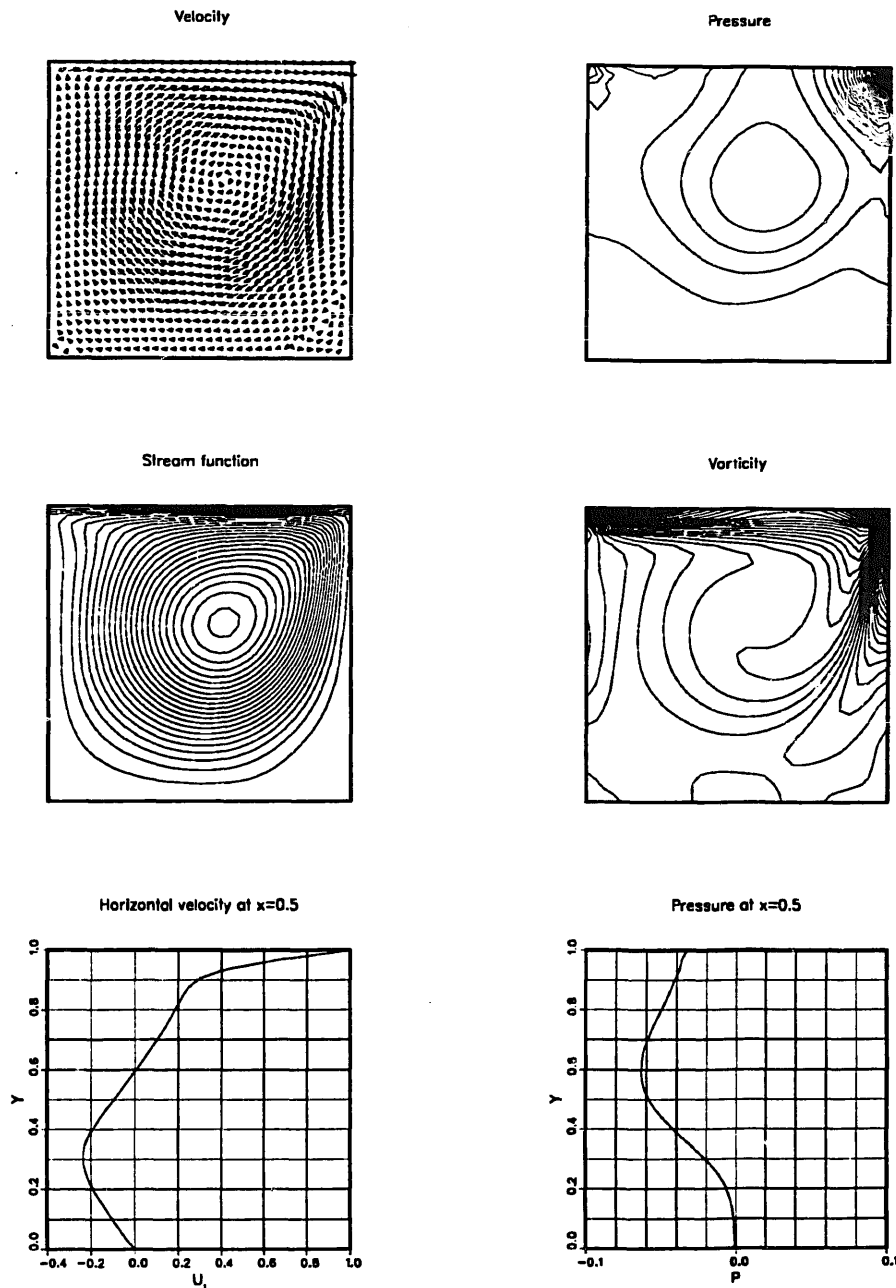 Velocity
Pressure
Stream function
Vorticity
Horizontal velocity at x=0.5
Pressure at x=0.5
1.0
0.8
0.6
Y
0.4
0.2
0.0
-0.4 -0.2 0.0 0.2 0.4 0.6 0.8 1.0
1.0
0.8
0.6
Y
0.4
0.2
0.0
-0.1 0.0
P